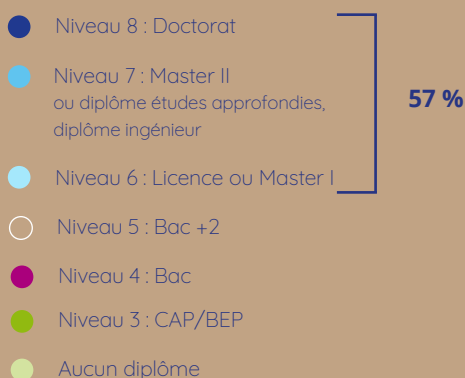 Niveau 8 : Doctorat
Niveau 7 : Master II
ou diplôme études approfondies,
diplôme ingénieur
57 %
Niveau 6 : Licence ou Master I
Niveau 5 : Bac +2
Niveau 4 : Bac
Niveau 3 : CAP/BEP
Aucun diplôme